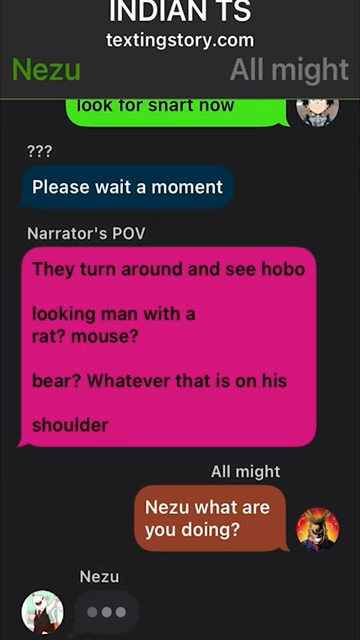 INDIAN TS
textingstory.com
Nezu
All might
look for snart now
???
Please wait a moment
Narrator's POV
They turn around and see hobo
looking man with a
rat? mouse?
bear? Whatever that is on his
shoulder
All might
Nezu what are
you doing?
Nezu